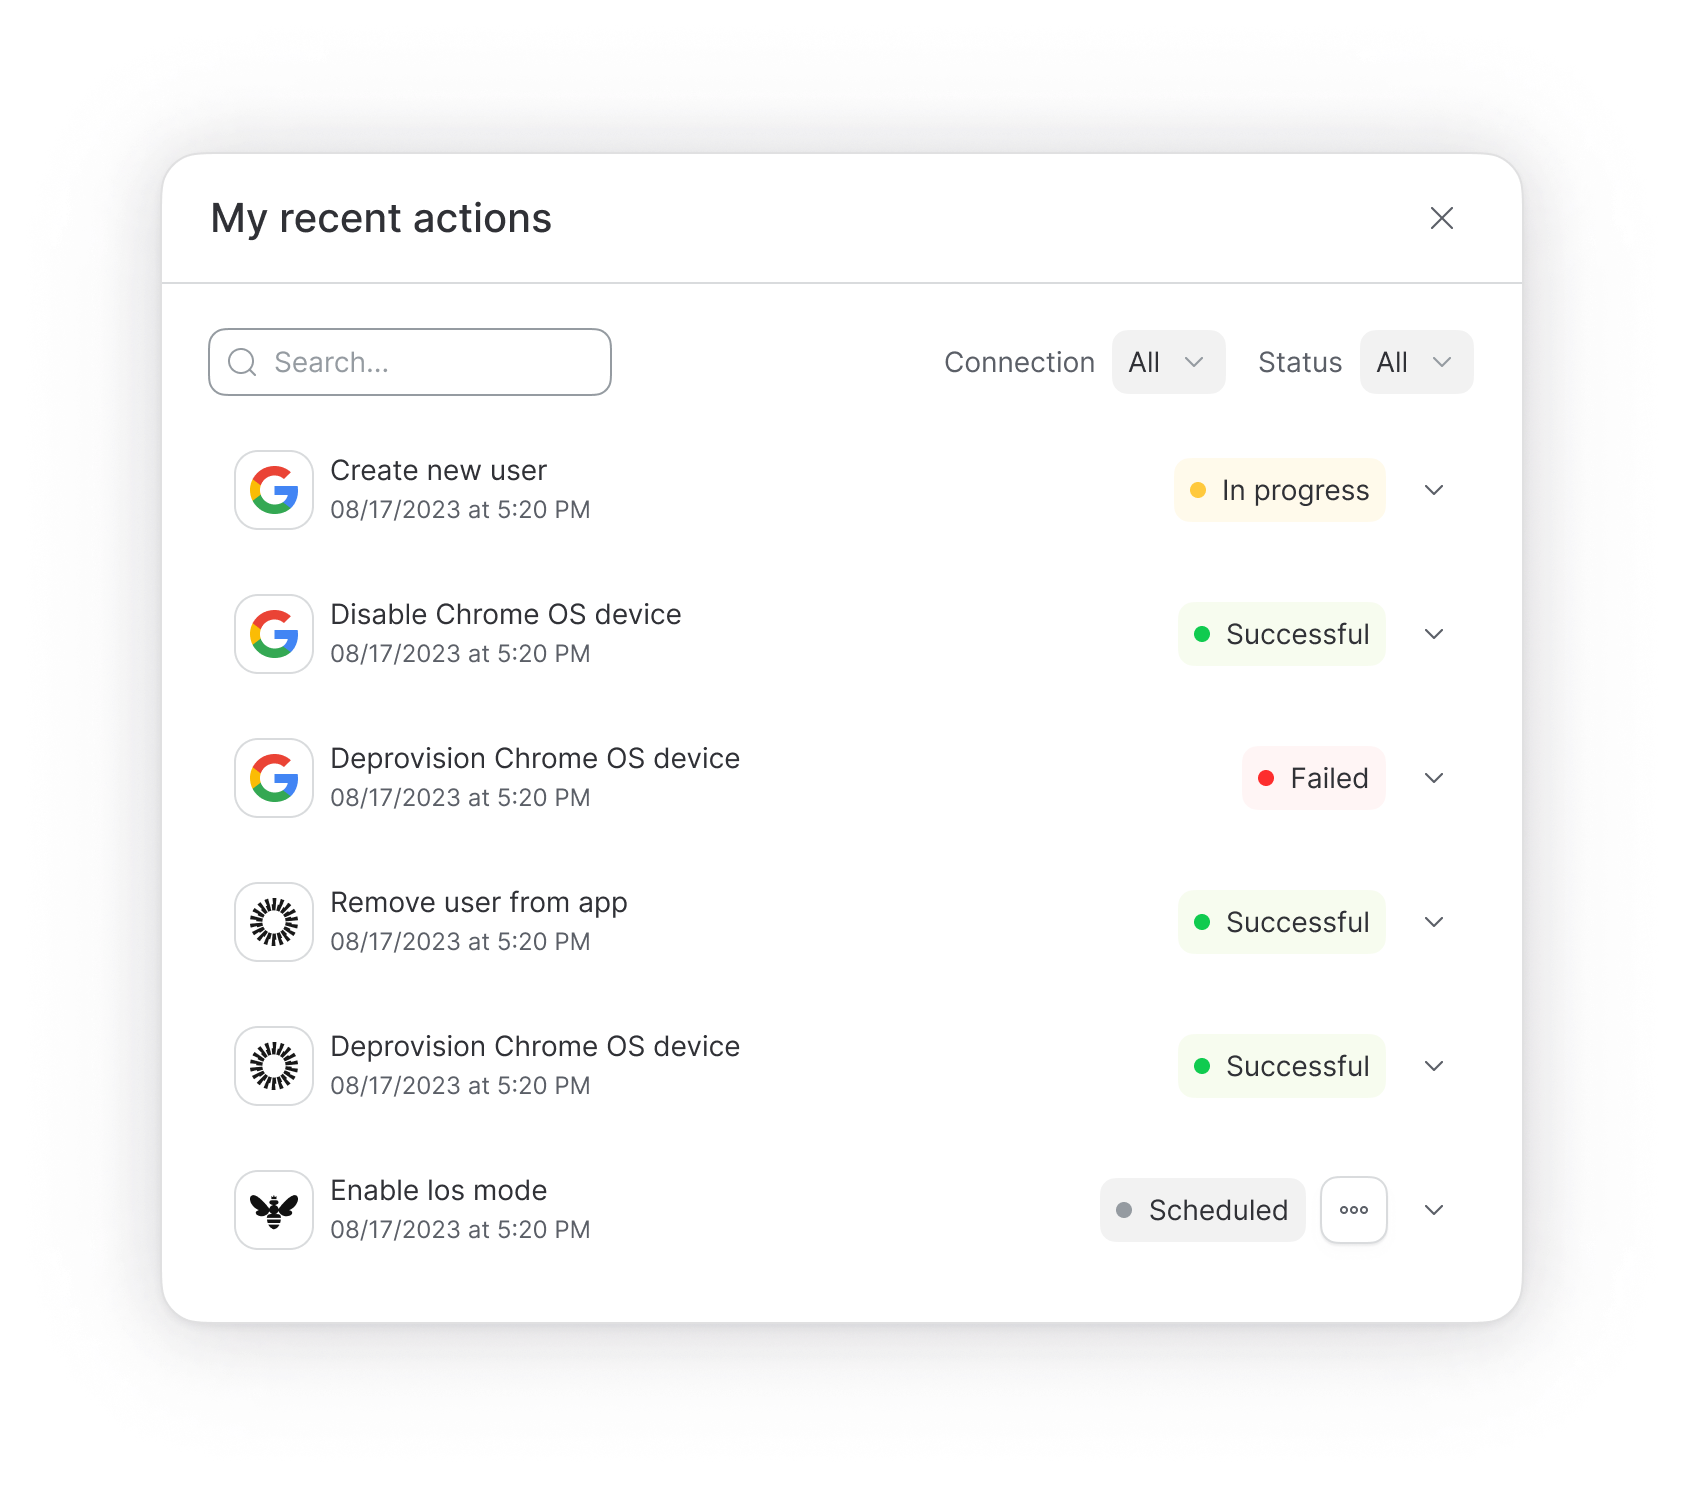 My recent actions
Search...
Connection All Status All
Create new user
08/17/2023 at 5:20 PM
In progress
Disable Chrome OS device
08/17/2023 at 5:20 PM
Successful
Deprovision Chrome OS device
08/17/2023 at 5:20 PM
Failed
Remove user from app
08/17/2023 at 5:20 PM
Successful
Deprovision Chrome OS device
08/17/2023 at 5:20 PM
Successful
Enable los mode
08/17/2023 at 5:20 PM
Scheduled